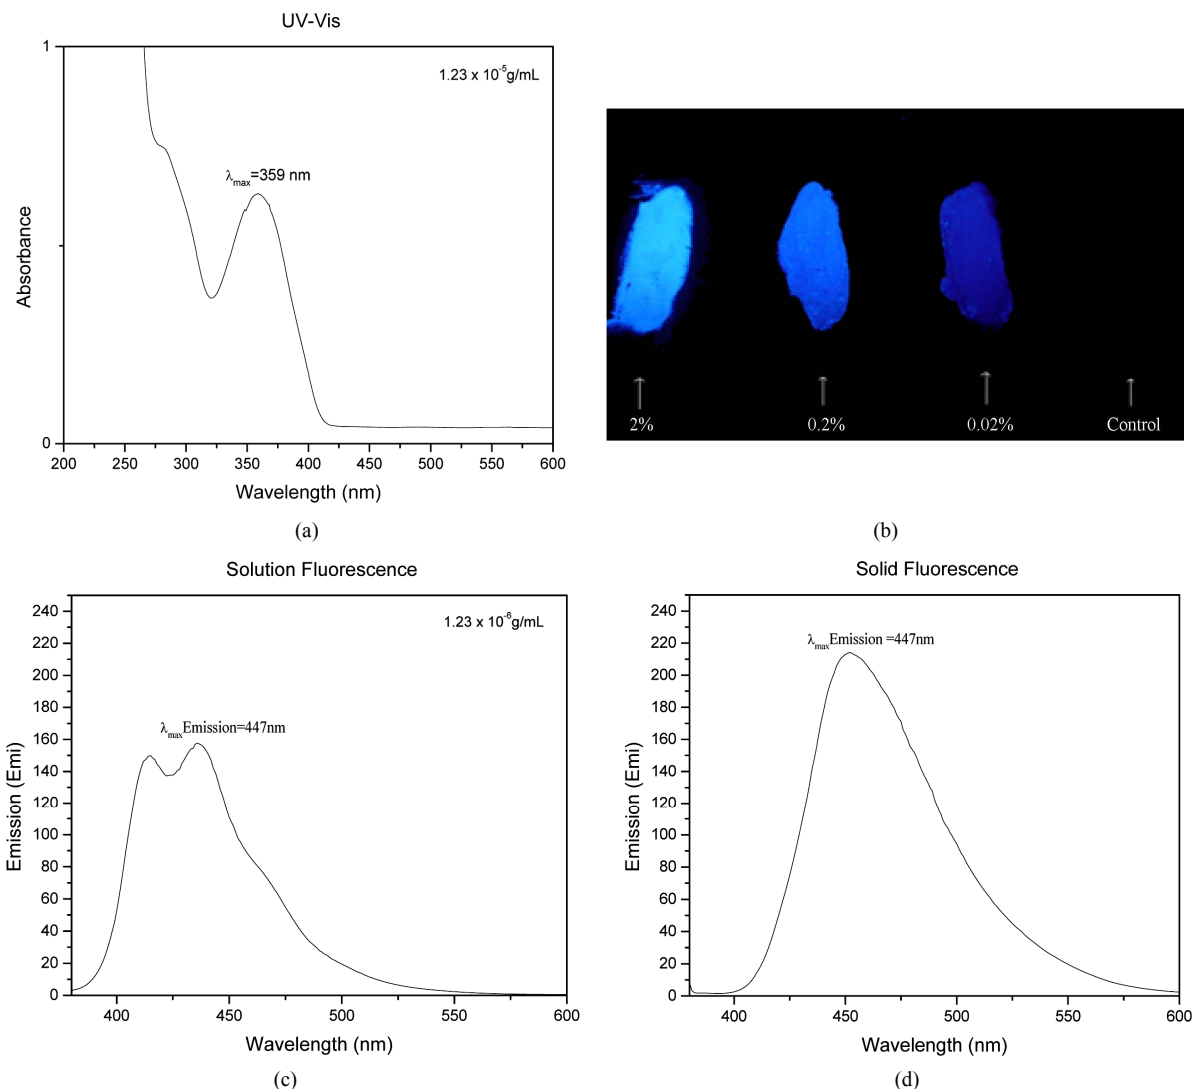 UV-Vis
1.23 x 10⁻⁵g/mL
λmax=359 nm
1
0
Absorbance
200 250 300 350 400 450 500 550 600
Wavelength (nm)
(a)
2% 0.2% 0.02% Control
(b)
Solution Fluorescence
1.23 x 10⁻⁶g/mL
λmaxEmission=447nm
240
220
200
180
160
140
120
100
80
60
40
20
0
Emission (Emi)
400 450 500 550 600
Wavelength (nm)
(c)
Solid Fluorescence
λmaxEmission =447nm
240
220
200
180
160
140
120
100
80
60
40
20
0
Emission (Emi)
400 450 500 550 600
Wavelength (nm)
(d)